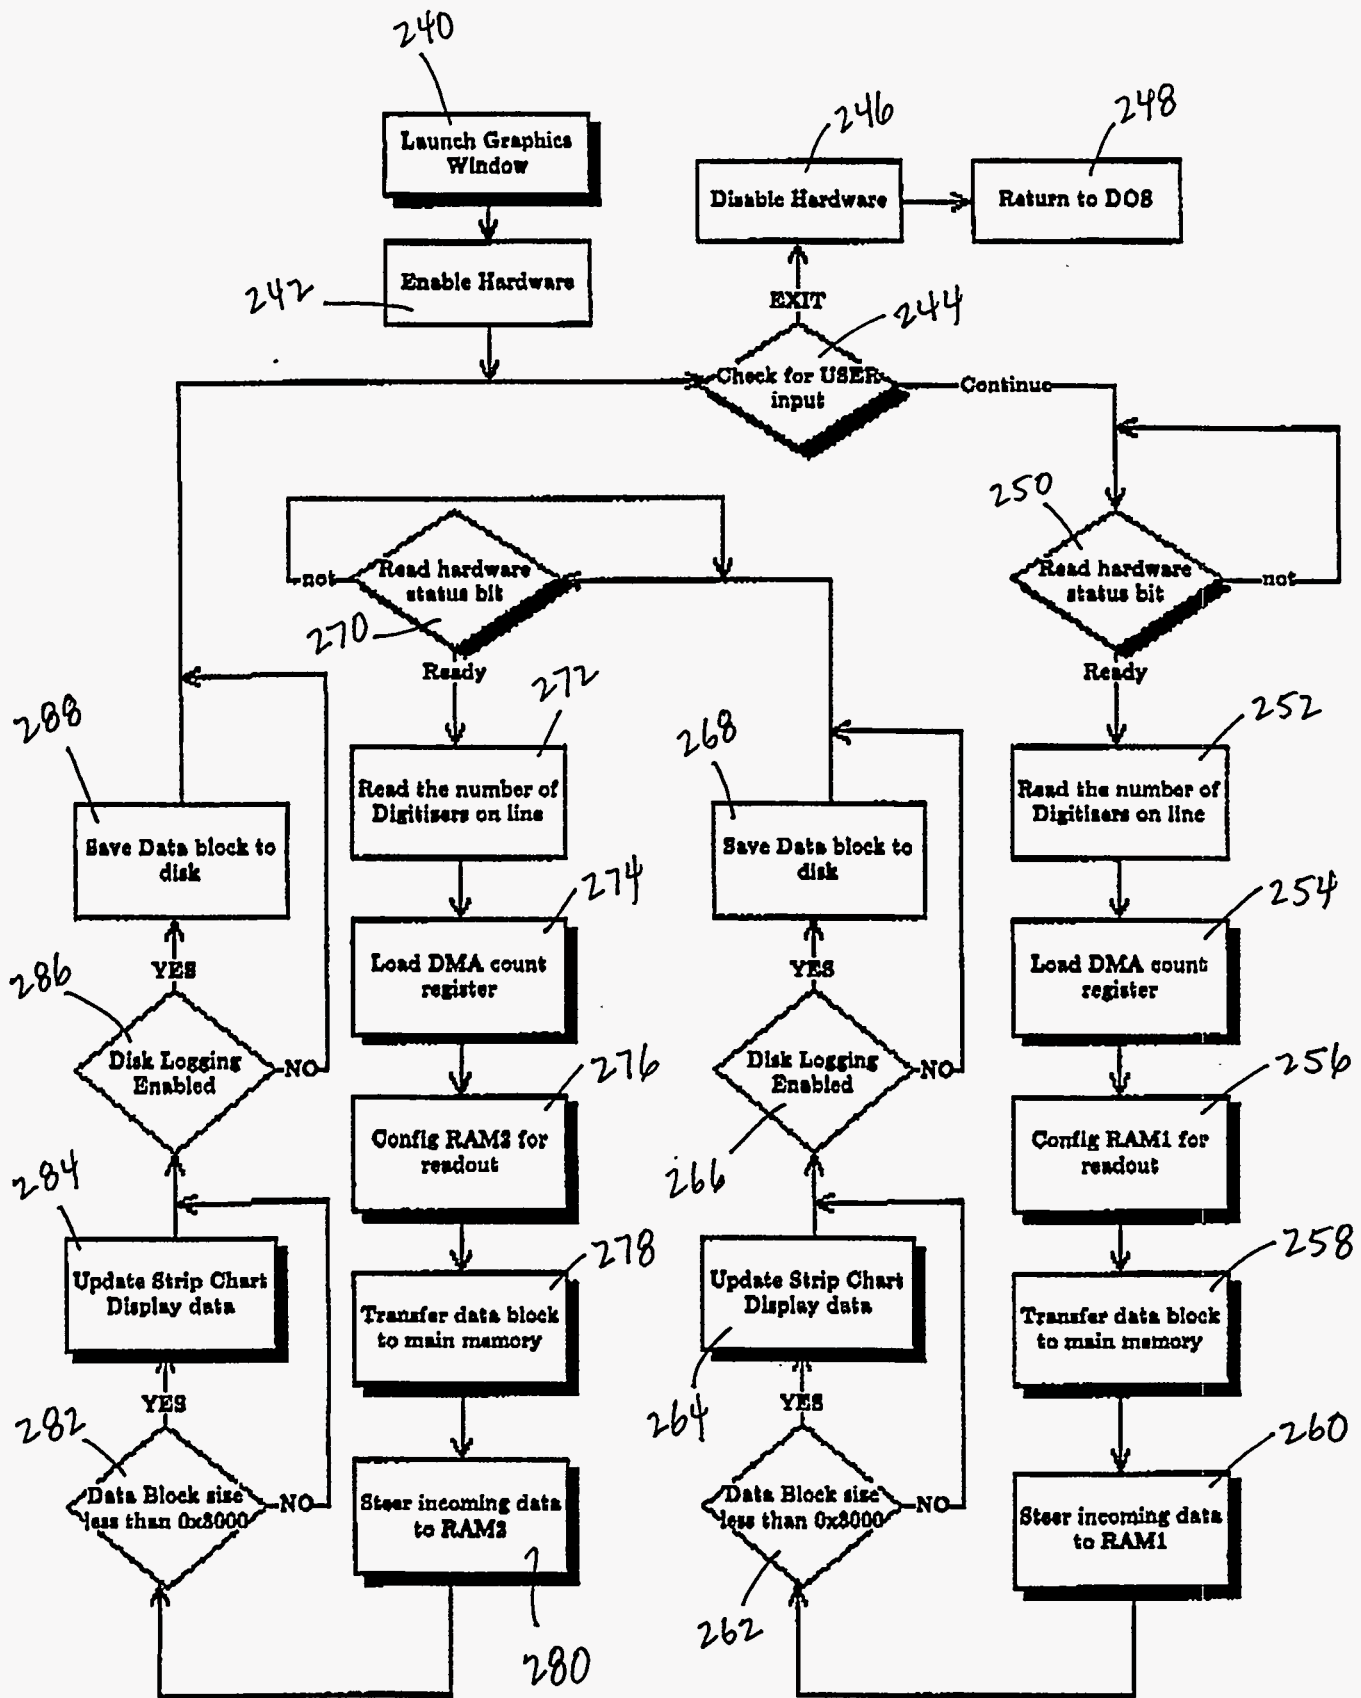 240
Launch Graphics
Window
242
Enable Hardware
246
Disable Hardware
248
Return to DOS
EXIT
244
Check for USER
input
Continue
250
Read hardware
status bit
not
Ready
252
Read the number of
Digitizers on line
254
Load DMA count
register
256
Config RAM1 for
readout
258
Transfer data block
to main memory
260
Steer incoming data
to RAM1
262
Data Block size
less than 0x8000
NO
YES
264
Update Strip Chart
Display data
266
Disk Logging
Enabled
NO
YES
268
Save Data block to
disk
270
Read hardware
status bit
not
Ready
272
Read the number of
Digitizers on line
274
Load DMA count
register
276
Config RAM2 for
readout
278
Transfer data block
to main memory
280
Steer incoming data
to RAM2
282
Data Block size
less than 0x8000
NO
YES
284
Update Strip Chart
Display data
286
Disk Logging
Enabled
NO
YES
288
Save Data block to
disk